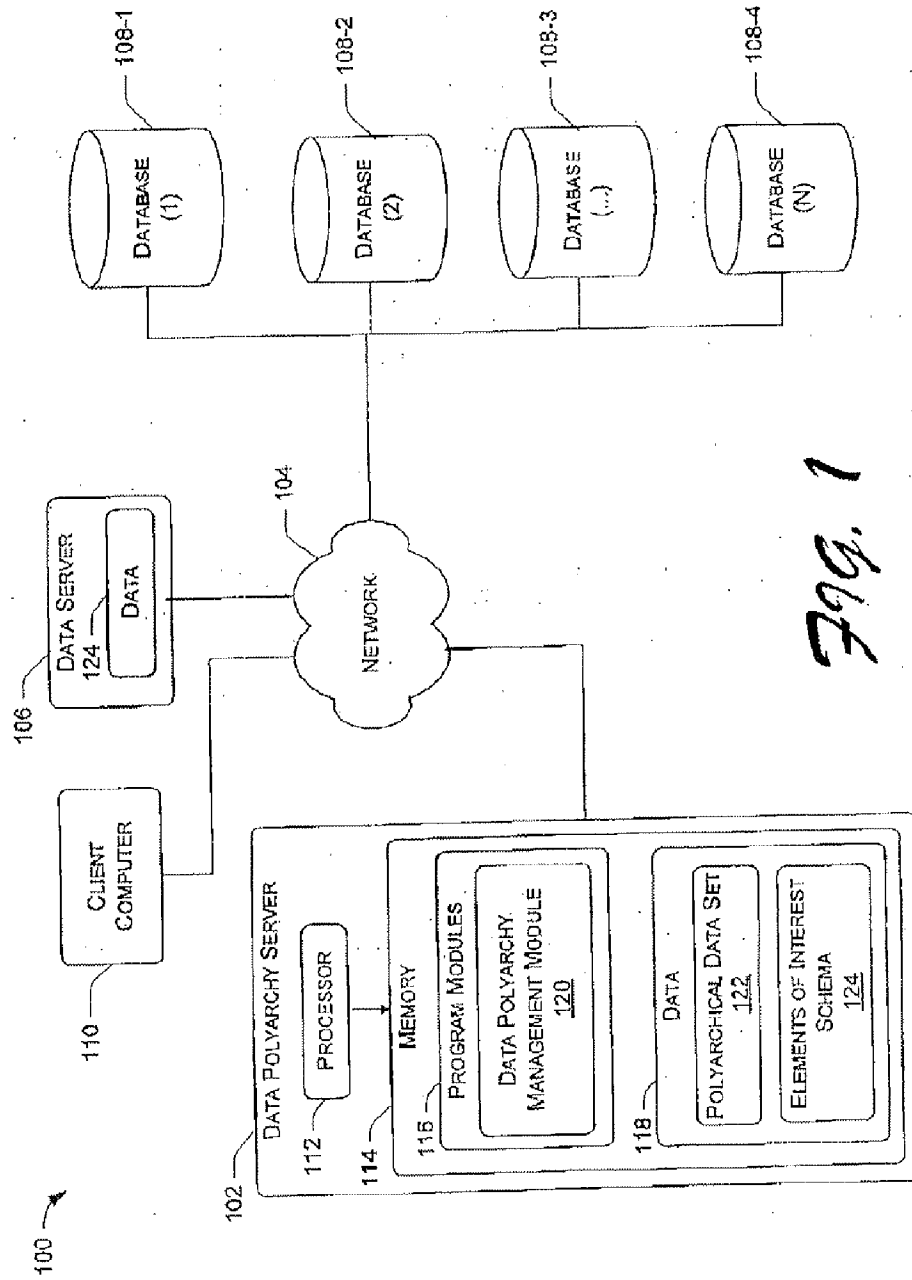 100
110
CLIENT
COMPUTER
106
DATA SERVER
124
DATA
104
NETWORK
108-1
DATABASE
(1)
108-2
DATABASE
(2)
108-3
DATABASE
(...)
108-4
DATABASE
(N)
102
DATA POLYARCHY SERVER
PROCESSOR
112
114
MEMORY
116
PROGRAM MODULES
DATA POLYARCHY
MANAGEMENT MODULE
120
118
DATA
POLYARCHICAL DATA SET
122
ELEMENTS OF INTEREST
SCHEMA
124
Fig. 1